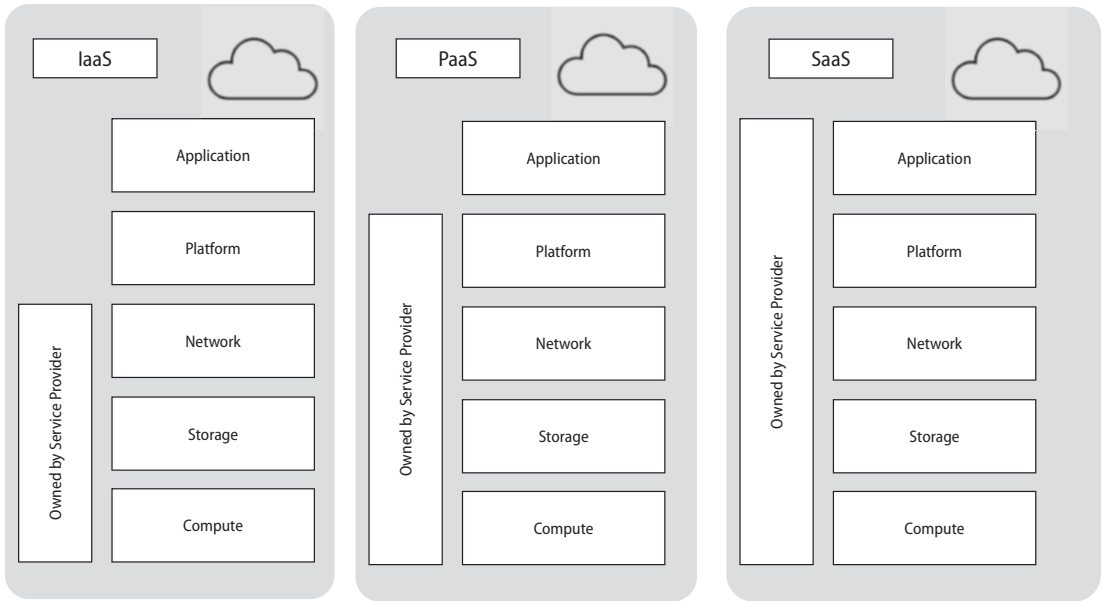 IaaS
Application
Platform
Network
Storage
Compute
Owned by Service Provider
PaaS
Application
Platform
Network
Storage
Compute
Owned by Service Provider
SaaS
Application
Platform
Network
Storage
Compute
Owned by Service Provider